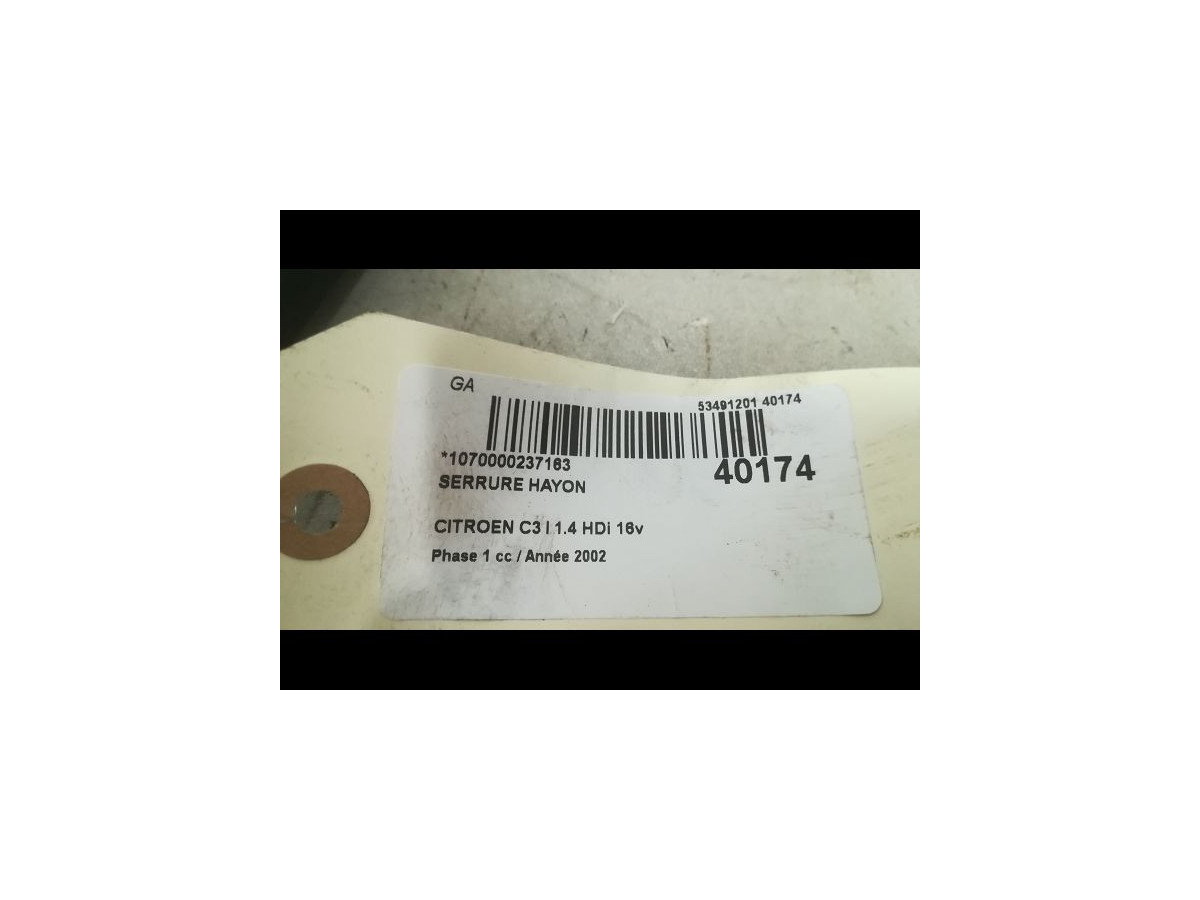 GA
53491201 40174
*1070000237163
40174
SERRURE HAYON
CITROEN C3 I 1.4 HDi 16v
Phase 1 cc / Année 2002